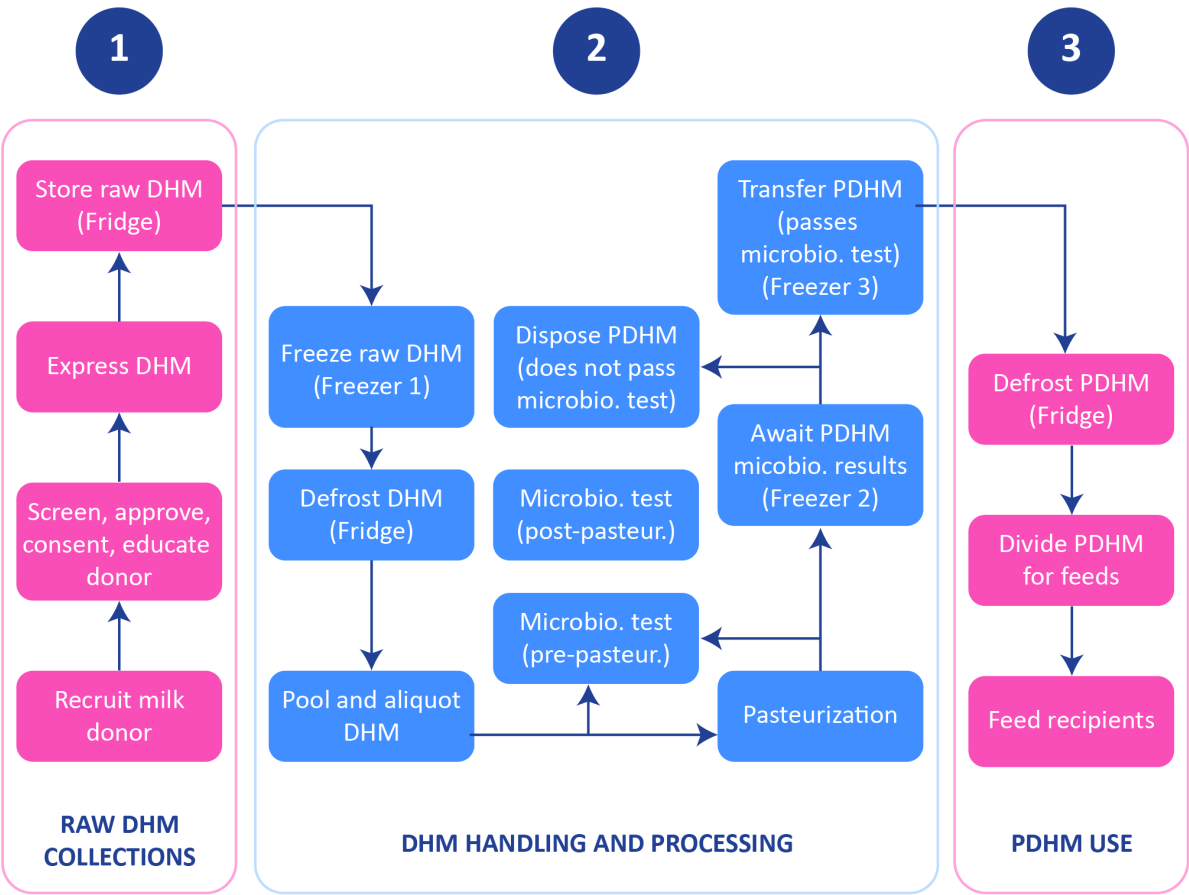 1
Store raw DHM
(Fridge)
Express DHM
Screen, approve,
consent, educate
donor
Recruit milk
donor
RAW DHM
COLLECTIONS
2
Freeze raw DHM
(Freezer 1)
Defrost DHM
(Fridge)
Pool and aliquot
DHM
Dispose PDHM
(does not pass
microbio. test)
Microbio. test
(post-pasteur.)
Microbio. test
(pre-pasteur.)
Transfer PDHM
(passes
microbio. test)
(Freezer 3)
Await PDHM
micobio. results
(Freezer 2)
Pasteurization
DHM HANDLING AND PROCESSING
3
Defrost PDHM
(Fridge)
Divide PDHM
for feeds
Feed recipients
PDHM USE